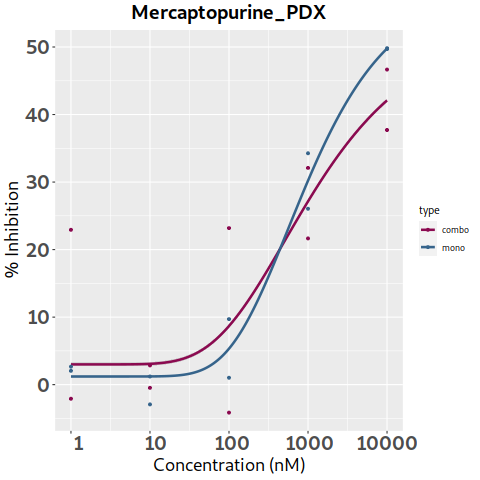 Mercaptopurine_PDX
% Inhibition
50
40
30
20
10
0
1
10
100
1000
10000
Concentration (nM)
type
combo
mono